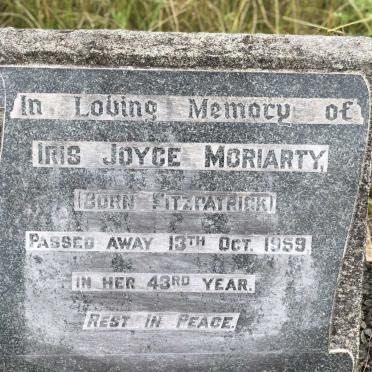 In Loving Memory of
IRIS JOYCE MORIARTY,
(BORN FITZPATRICK)
PASSED AWAY 13TH OCT. 1959
IN HER 43RD YEAR.
REST IN PEACE.